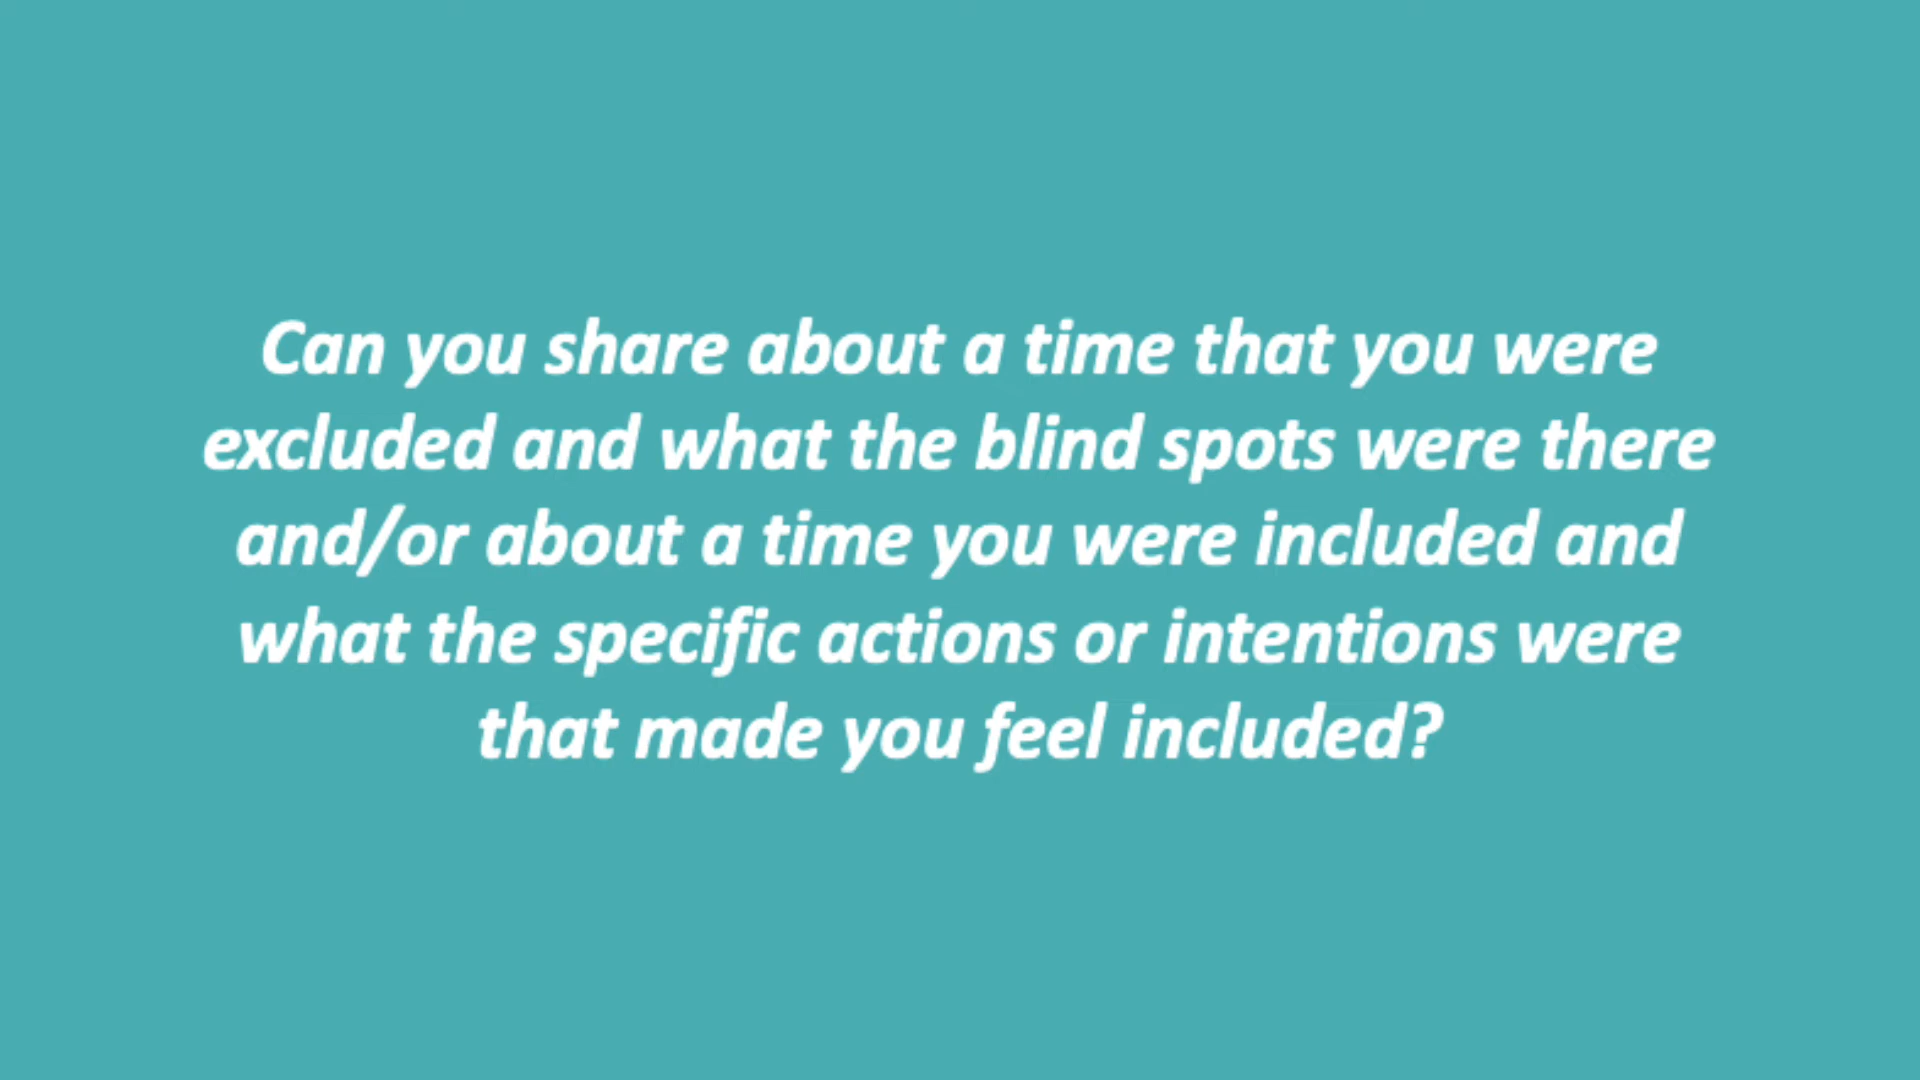 Can you share about a time that you were
excluded and what the blind spots were there
and/or about a time you were included and
what the specific actions or intentions were
that made you feel included?